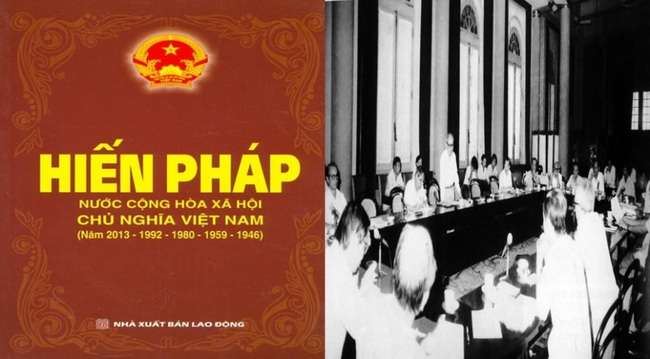 HIẾN PHÁP
NƯỚC CỘNG HÒA XÃ HỘI
CHỦ NGHĨA VIỆT NAM
(Năm 2013 - 1992 - 1980 - 1959 - 1946)
NHÀ XUẤT BẢN LAO ĐỘNG